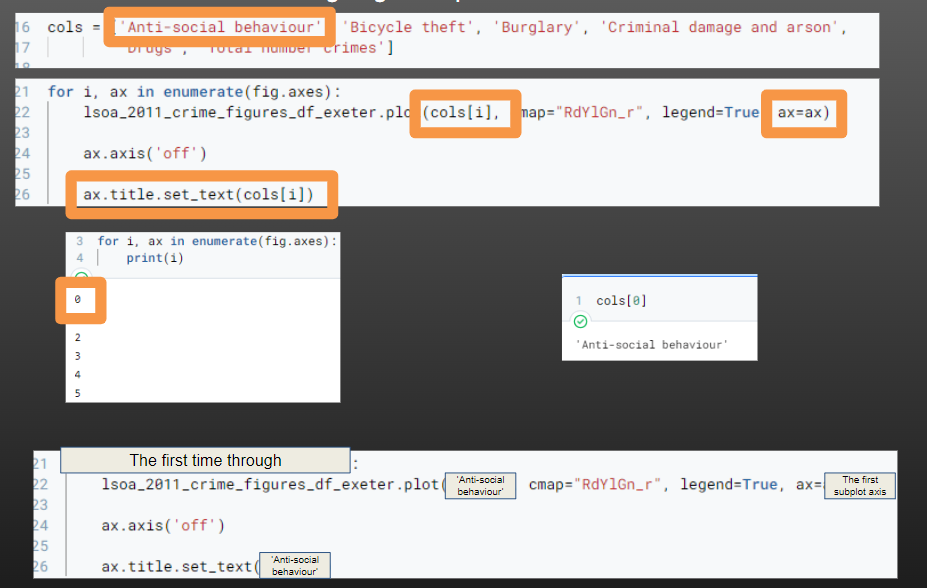 16 cols = ['Anti-social behaviour', 'Bicycle theft', 'Burglary', 'Criminal damage and arson',
17 'Drugs', 'Total number crimes']
18
21 for i, ax in enumerate(fig.axes):
22 lsoa_2011_crime_figures_df_exeter.plo (cols[i], map="RdYlGn_r", legend=True ax=ax)
23
24 ax.axis('off')
25
26 ax.title.set_text(cols[i])
3 for i, ax in enumerate(fig.axes):
4 print(i)
0
2
3
4
5
1 cols[0]
'Anti-social behaviour'
21 The first time through :
22 lsoa_2011_crime_figures_df_exeter.plot( 'Anti-social behaviour' cmap="RdYlGn_r", legend=True, ax= The first subplot axis
23
24 ax.axis('off')
25
26 ax.title.set_text( 'Anti-social behaviour'